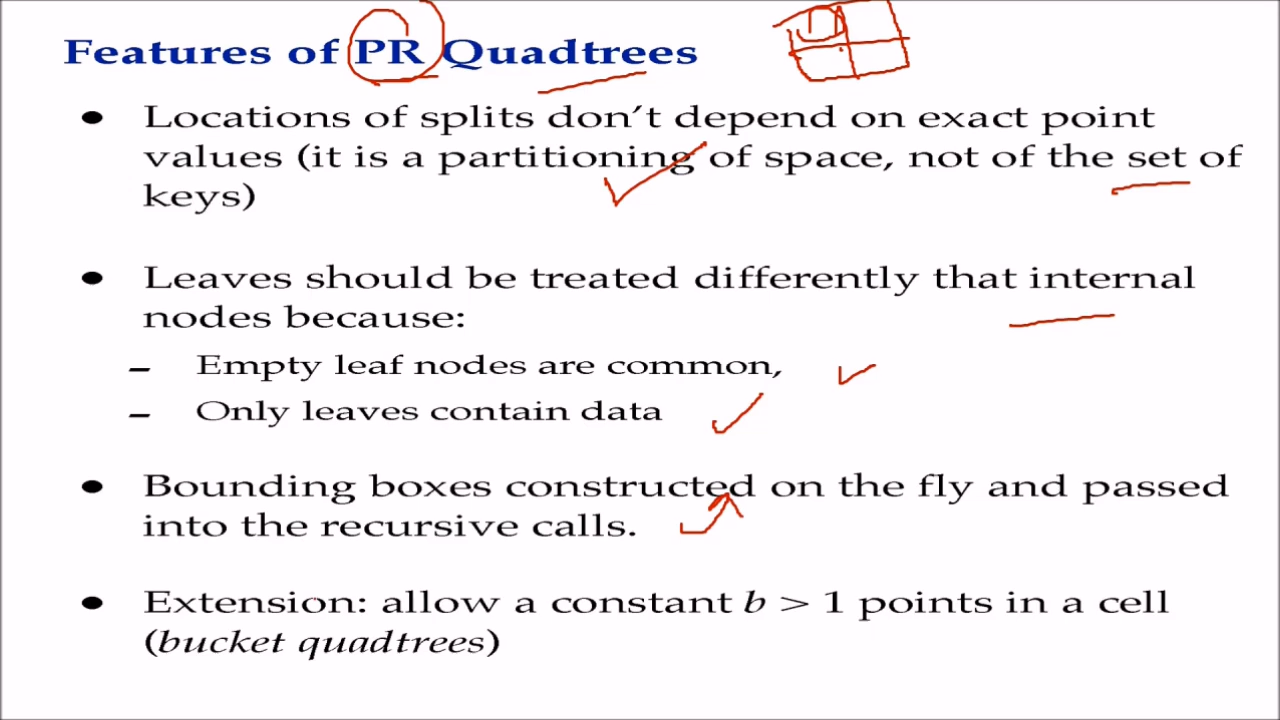 Features of PR Quadtrees
● Locations of splits don't depend on exact point
values (it is a partitioning of space, not of the set of
keys)
● Leaves should be treated differently that internal
nodes because:
– Empty leaf nodes are common,
– Only leaves contain data
● Bounding boxes constructed on the fly and passed
into the recursive calls.
● Extension: allow a constant b > 1 points in a cell
(bucket quadtrees)